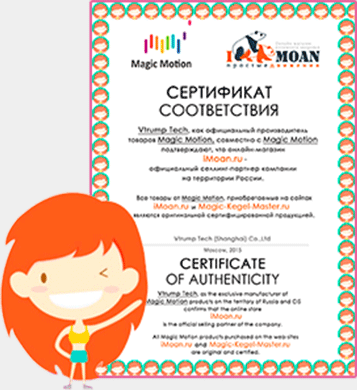 Magic Motion
MOAN
простые движения
СЕРТИФИКАТ
СООТВЕТСТВИЯ
Vtrump Tech, как официальный производитель
товаров Magic Motion, совместно с Magic Motion
подтверждают, что онлайн-магазин
iMoan.ru -
официальный селлинг-партнер компании
на территории России.
Все товары от Magic Motion, приобретаемые на сайтах
iMoan.ru и Magic-Kegel-Master.ru
являются оригинальной сертифицированной продукцией.
Vtrump Tech (Shanghai) Co.,Ltd
Moscow, 2015
CERTIFICATE
OF AUTHENTICITY
Vtrump Tech, as the exclusive manufacturer of
Magic Motion products on the territory of Russia and CIS
confirms that the online store
iMoan.ru
is the official selling partner of the company.
All Magic Motion products purchased on the web-sites
iMoan.ru and Magic-Kegel-Master.ru
are original and certified.